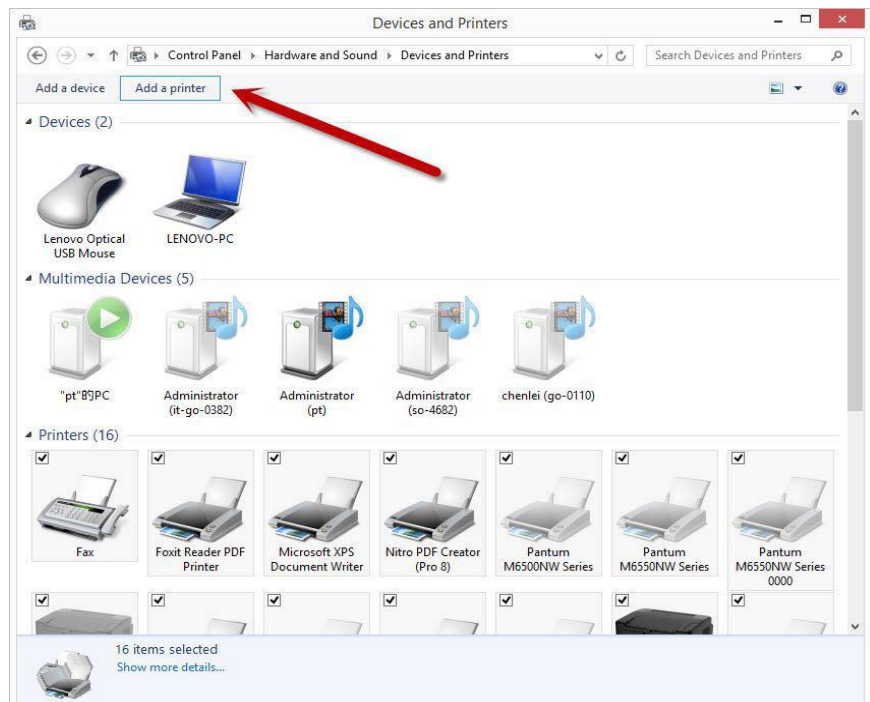 Devices and Printers
Control Panel Hardware and Sound Devices and Printers
Search Devices and Printers
Add a device
Add a printer
Devices (2)
Lenovo Optical
USB Mouse
LENOVO-PC
Multimedia Devices (5)
"pt"的PC
Administrator
(it-go-0382)
Administrator
(pt)
Administrator
(so-4682)
chenlei (go-0110)
Printers (16)
Fax
Foxit Reader PDF
Printer
Microsoft XPS
Document Writer
Nitro PDF Creator
(Pro 8)
Pantum
M6500NW Series
Pantum
M6550NW Series
Pantum
M6550NW Series
0000
16 items selected
Show more details...